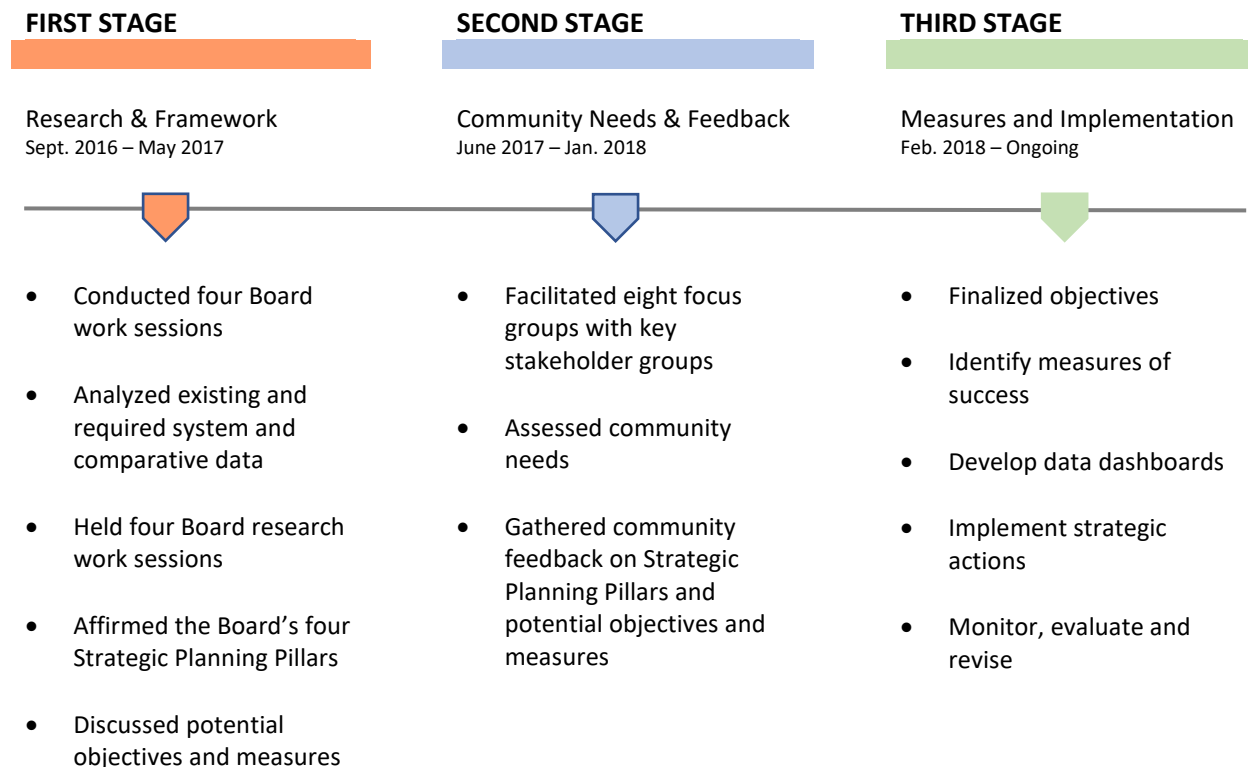 FIRST STAGE
Research & Framework
Sept. 2016 – May 2017
• Conducted four Board
work sessions
• Analyzed existing and
required system and
comparative data
• Held four Board research
work sessions
• Affirmed the Board’s four
Strategic Planning Pillars
• Discussed potential
objectives and measures
SECOND STAGE
Community Needs & Feedback
June 2017 – Jan. 2018
• Facilitated eight focus
groups with key
stakeholder groups
• Assessed community
needs
• Gathered community
feedback on Strategic
Planning Pillars and
potential objectives and
measures
THIRD STAGE
Measures and Implementation
Feb. 2018 – Ongoing
• Finalized objectives
• Identify measures of
success
• Develop data dashboards
• Implement strategic
actions
• Monitor, evaluate and
revise